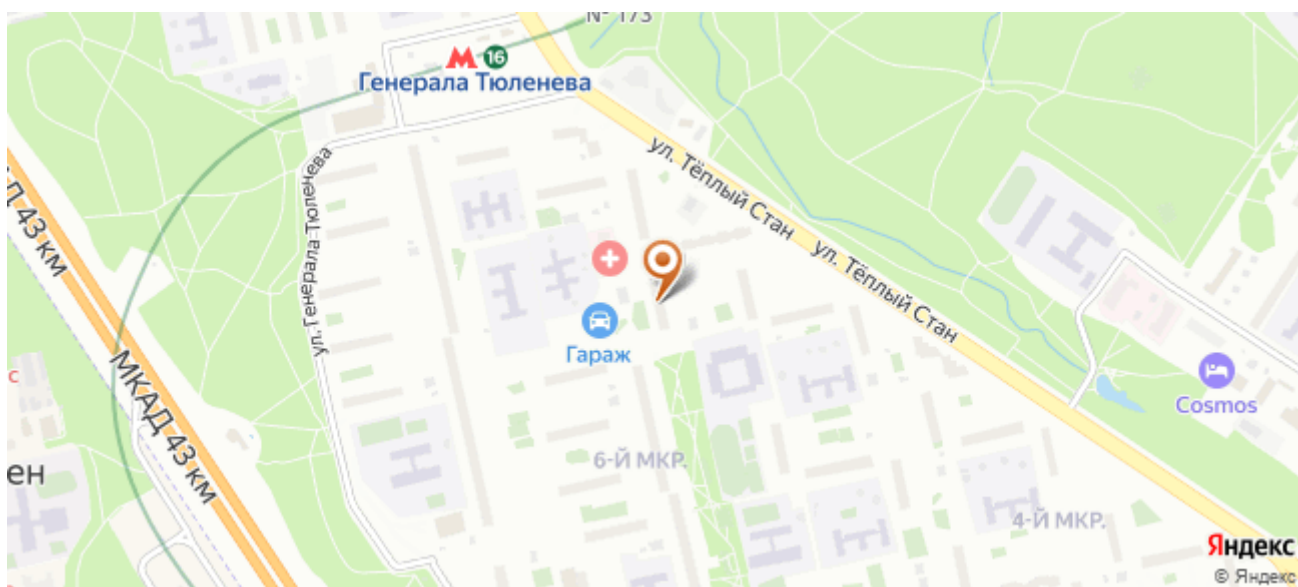 № 173
М 16
Генерала Тюленева
ул. Тёплый Стан
ул. Тёплый Стан
ул. Генерала Тюленева
Д 43 км
МКАД 43 км
Гараж
Cosmos
с
ен
6-Й МКР.
4-Й МКР.
Яндекс
© Яндекс